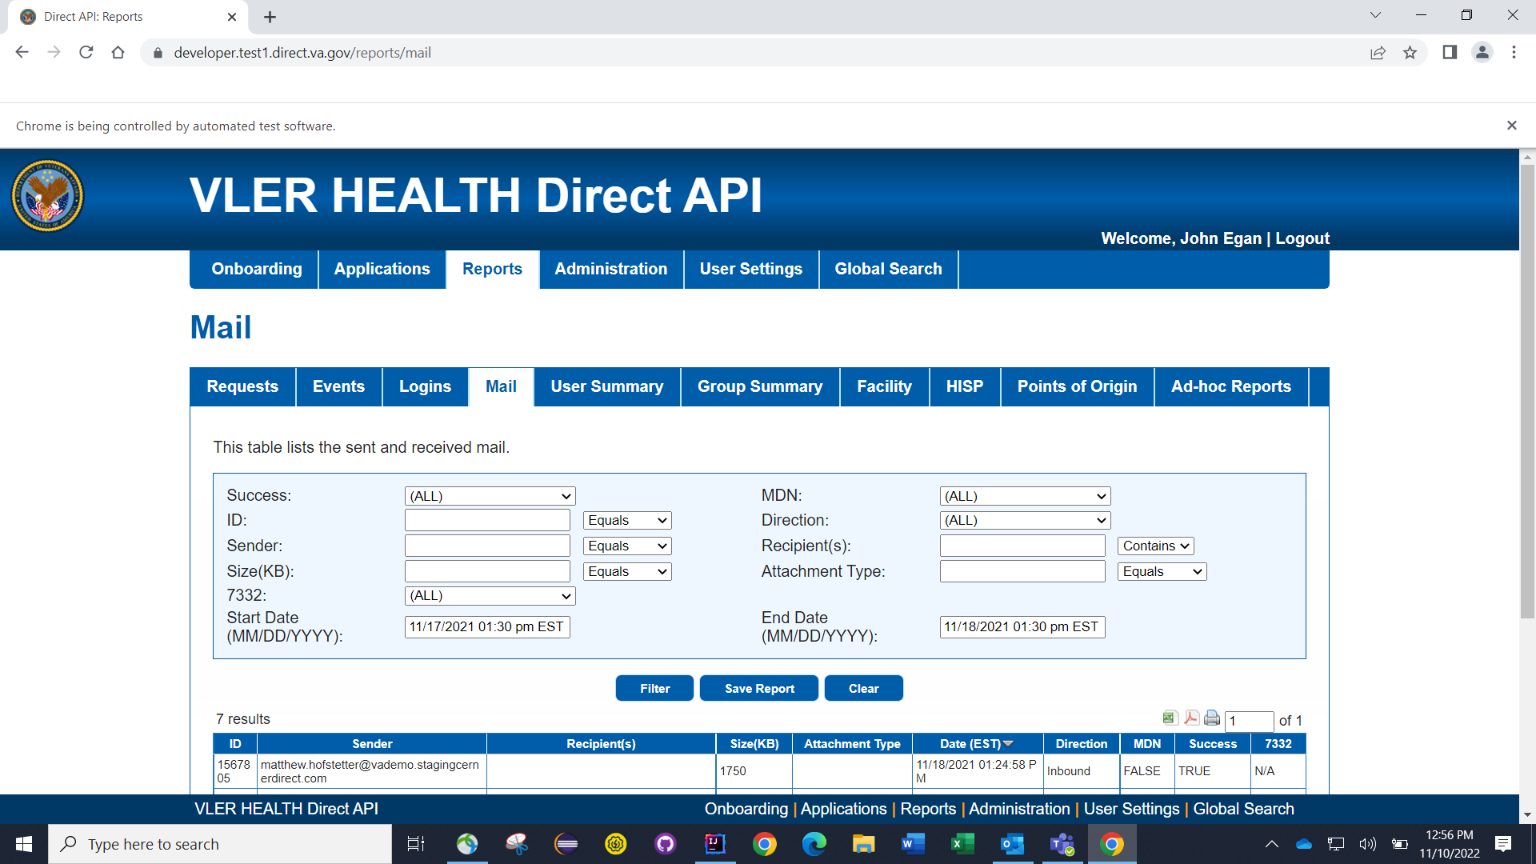 Direct API: Reports
developer.test1.direct.va.gov/reports/mail
Chrome is being controlled by automated test software.
VLER HEALTH Direct API
Welcome, John Egan | Logout
Onboarding Applications Reports Administration User Settings Global Search
Mail
Requests Events Logins Mail User Summary Group Summary Facility HISP Points of Origin Ad-hoc Reports
This table lists the sent and received mail.
Success: (ALL) MDN: (ALL)
ID: Equals Direction: (ALL)
Sender: Equals Recipient(s): Contains
Size(KB): Equals Attachment Type: Equals
7332: (ALL)
Start Date (MM/DD/YYYY): 11/17/2021 01:30 pm EST End Date (MM/DD/YYYY): 11/18/2021 01:30 pm EST
Filter Save Report Clear
7 results 1 of 1
ID Sender Recipient(s) Size(KB) Attachment Type Date (EST) Direction MDN Success 7332
1567805 matthew.hofstetter@vademo.stagingcernerdirect.com 1750 11/18/2021 01:24:58 PM Inbound FALSE TRUE N/A
VLER HEALTH Direct API Onboarding | Applications | Reports | Administration | User Settings | Global Search
Type here to search
12:56 PM
11/10/2022